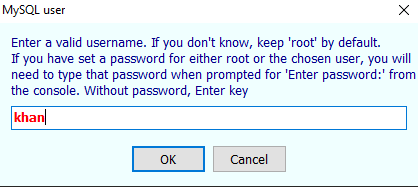 MySQL user
Enter a valid username. If you don't know, keep 'root' by default.
If you have set a password for either root or the chosen user, you will
need to type that password when prompted for 'Enter password:' from
the console. Without password, Enter key
khan
OK Cancel